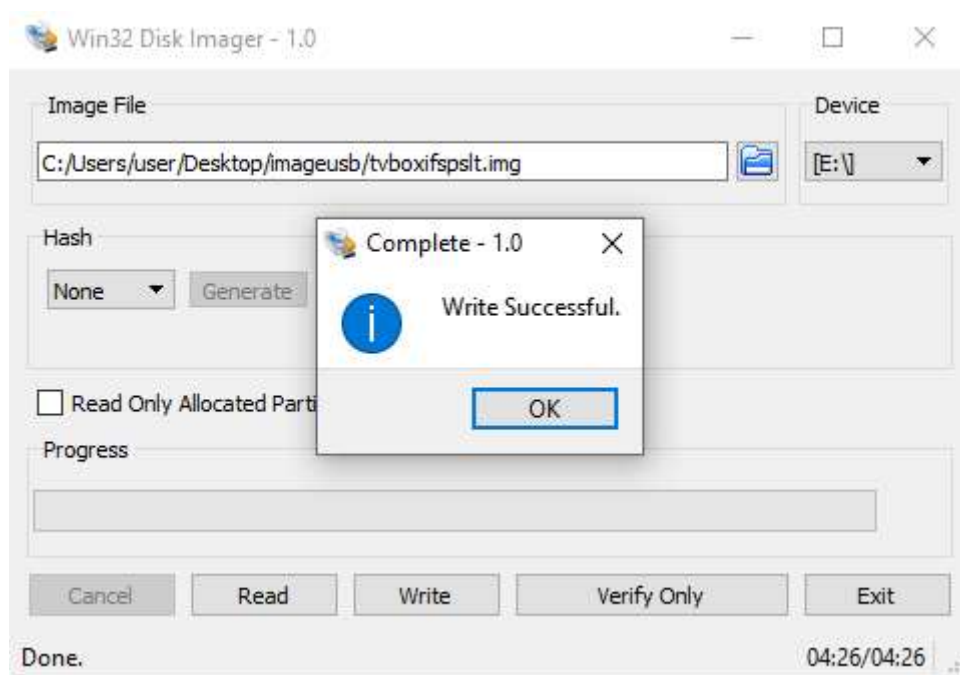 Win32 Disk Imager - 1.0
Image File
Device
C:/Users/user/Desktop/imageusb/tvboxifspslt.img
[E:\]
Hash
None
Generate
Complete - 1.0
Write Successful.
OK
Read Only Allocated Parti
Progress
Cancel
Read
Write
Verify Only
Exit
Done.
04:26/04:26